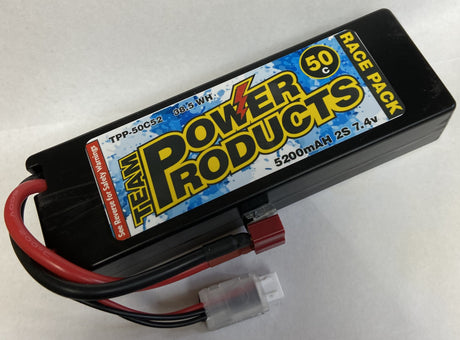 RACE PACK
50
C
TPP-50C52 38.5 WH
TEAM
POWER
PRODUCTS
5200mAH 2S 7.4v
See Reverse for Safety Warnings